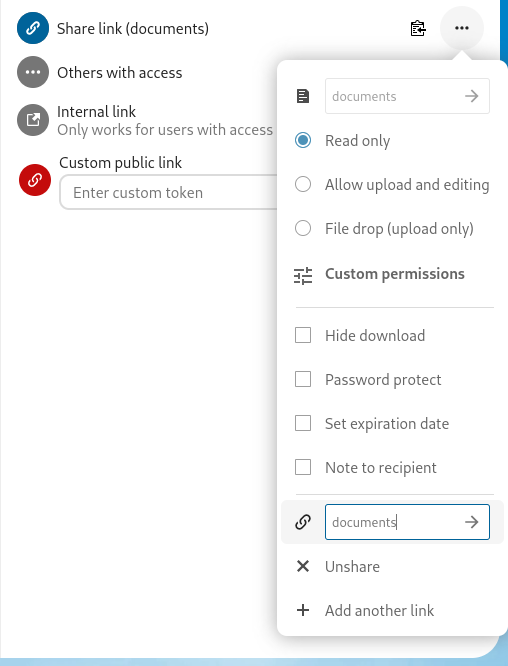 Share link (documents)
Others with access
Internal link
Only works for users with access
Custom public link
Enter custom token
documents
Read only
Allow upload and editing
File drop (upload only)
Custom permissions
Hide download
Password protect
Set expiration date
Note to recipient
documents
Unshare
Add another link